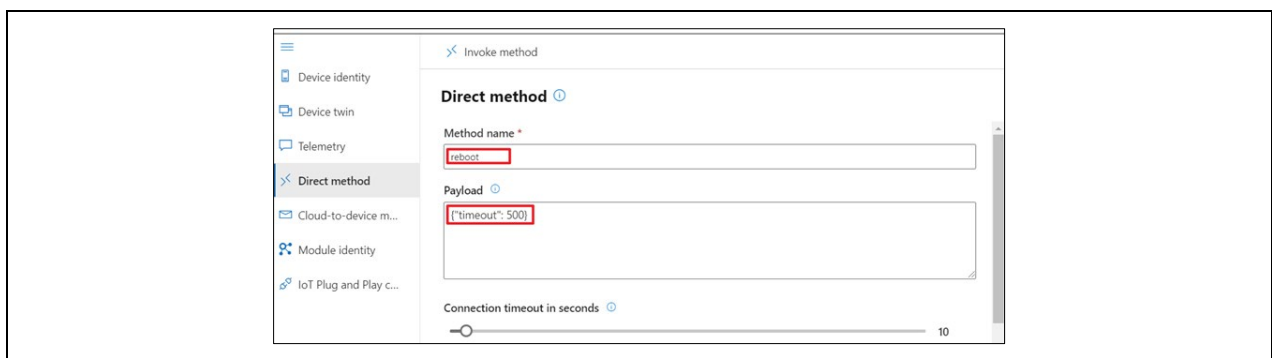 Invoke method
Device identity
Direct method
Device twin
Method name *
Telemetry
reboot
Direct method
Payload
Cloud-to-device m...
{"timeout": 500}
Module identity
IoT Plug and Play c...
Connection timeout in seconds
10